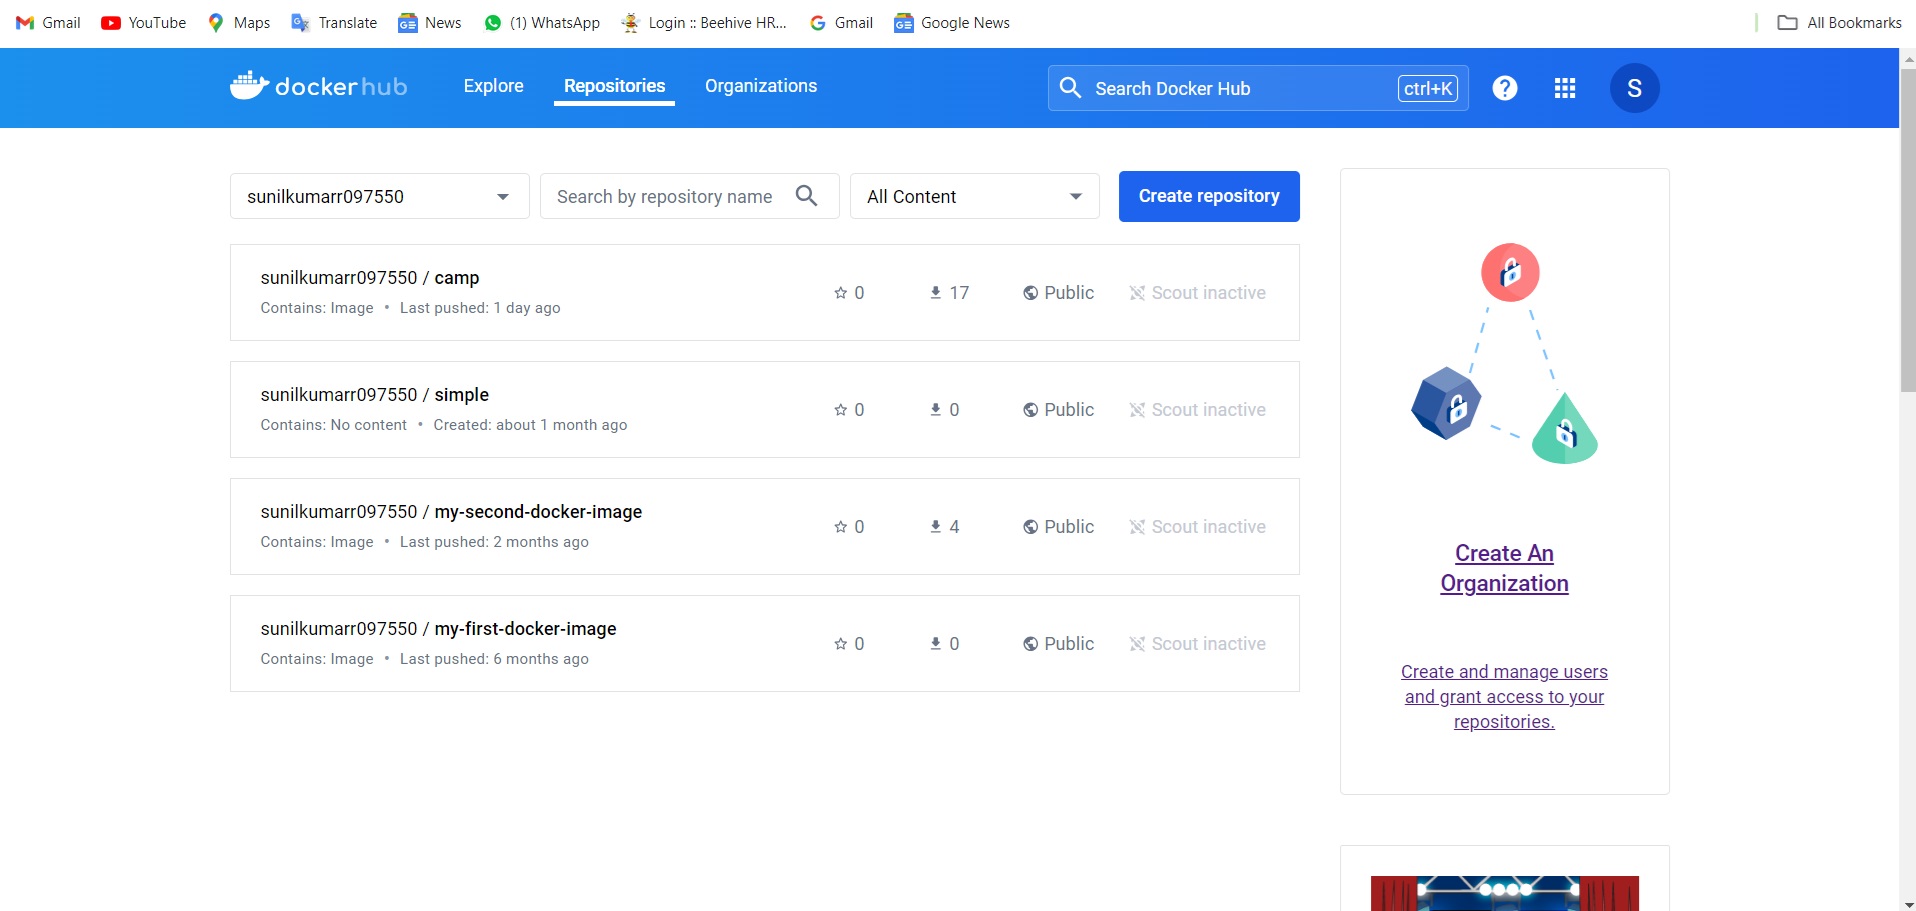 Gmail YouTube Maps Translate News (1) WhatsApp Login :: Beehive HR... Gmail Google News All Bookmarks
dockerhub Explore Repositories Organizations Search Docker Hub ctrl+K ? S
sunilkumarr097550 Search by repository name All Content Create repository
sunilkumarr097550 / camp
Contains: Image • Last pushed: 1 day ago
0 17 Public Scout inactive
sunilkumarr097550 / simple
Contains: No content • Created: about 1 month ago
0 0 Public Scout inactive
sunilkumarr097550 / my-second-docker-image
Contains: Image • Last pushed: 2 months ago
0 4 Public Scout inactive
sunilkumarr097550 / my-first-docker-image
Contains: Image • Last pushed: 6 months ago
0 0 Public Scout inactive
Create An
Organization
Create and manage users
and grant access to your
repositories.